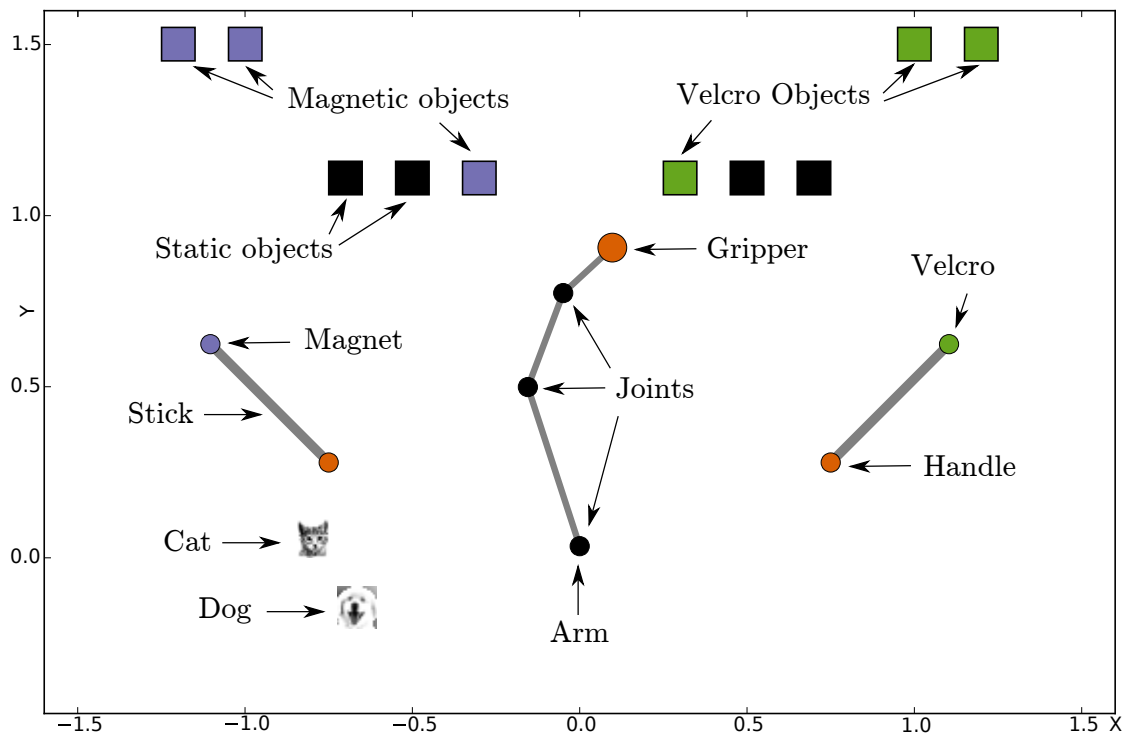 1.5
Magnetic objects
Velcro Objects
1.0
Static objects
Gripper
Velcro
Y
Magnet
0.5
Joints
Stick
Handle
Cat
0.0
Dog
Arm
−1.5 −1.0 −0.5 0.0 0.5 1.0 1.5 X